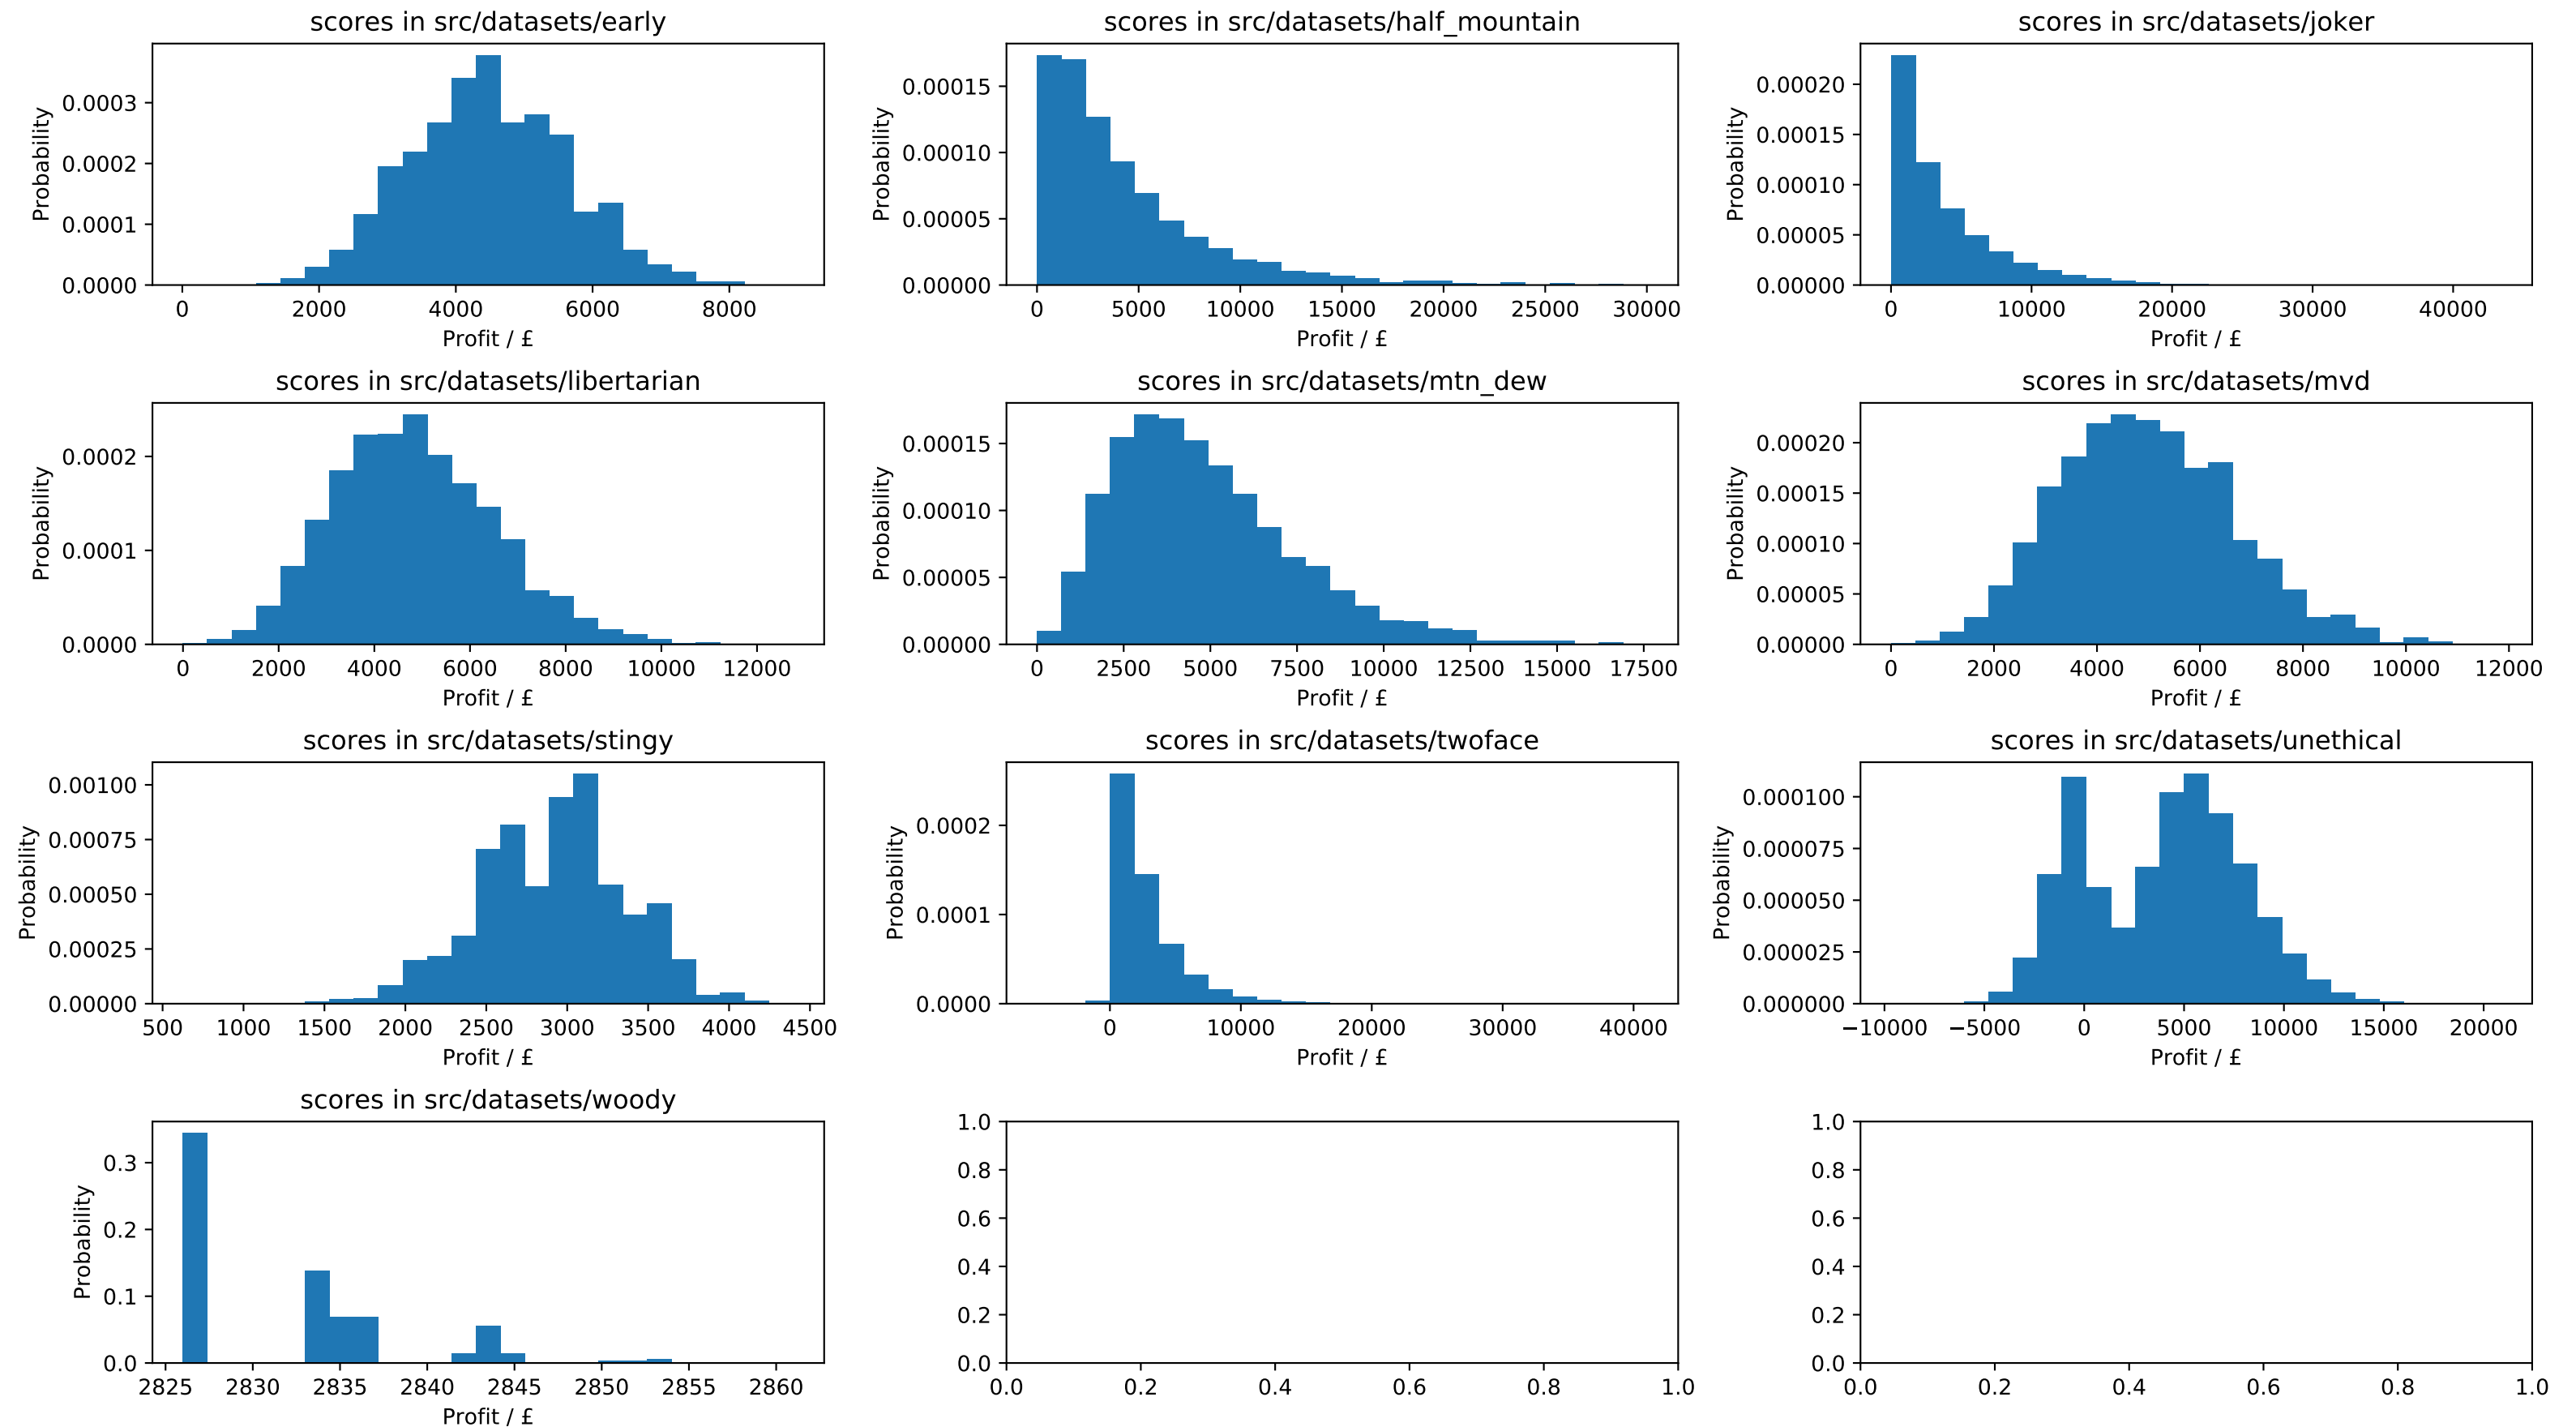 scores in src/datasets/early
Probability
0.0003
0.0002
0.0001
0.0000
0 2000 4000 6000 8000
Profit / £
scores in src/datasets/half_mountain
Probability
0.00015
0.00010
0.00005
0.00000
0 5000 10000 15000 20000 25000 30000
Profit / £
scores in src/datasets/joker
Probability
0.00020
0.00015
0.00010
0.00005
0.00000
0 10000 20000 30000 40000
Profit / £
scores in src/datasets/libertarian
Probability
0.0002
0.0001
0.0000
0 2000 4000 6000 8000 10000 12000
Profit / £
scores in src/datasets/mtn_dew
Probability
0.00015
0.00010
0.00005
0.00000
0 2500 5000 7500 10000 12500 15000 17500
Profit / £
scores in src/datasets/mvd
Probability
0.00020
0.00015
0.00010
0.00005
0.00000
0 2000 4000 6000 8000 10000 12000
Profit / £
scores in src/datasets/stingy
Probability
0.00100
0.00075
0.00050
0.00025
0.00000
500 1000 1500 2000 2500 3000 3500 4000 4500
Profit / £
scores in src/datasets/twoface
Probability
0.0002
0.0001
0.0000
0 10000 20000 30000 40000
Profit / £
scores in src/datasets/unethical
Probability
0.000100
0.000075
0.000050
0.000025
0.000000
−10000 −5000 0 5000 10000 15000 20000
Profit / £
scores in src/datasets/woody
Probability
0.3
0.2
0.1
0.0
2825 2830 2835 2840 2845 2850 2855 2860
Profit / £
1.0
0.8
0.6
0.4
0.2
0.0
0.0 0.2 0.4 0.6 0.8 1.0
1.0
0.8
0.6
0.4
0.2
0.0
0.0 0.2 0.4 0.6 0.8 1.0